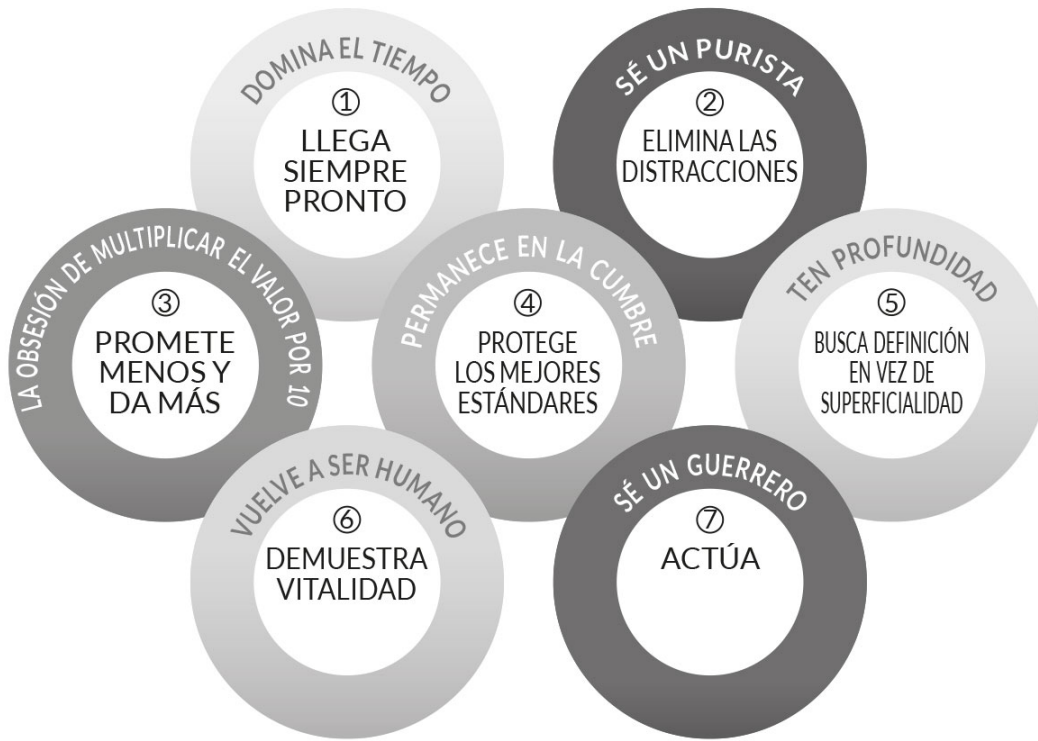 DOMINA EL TIEMPO
①
LLEGA
SIEMPRE
PRONTO
SÉ UN PURISTA
②
ELIMINA LAS
DISTRACCIONES
LA OBSESIÓN DE MULTIPLICAR EL VALOR POR 10
③
PROMETE
MENOS Y
DA MÁS
PERMANECE EN LA CUMBRE
④
PROTEGE
LOS MEJORES
ESTÁNDARES
TEN PROFUNDIDAD
⑤
BUSCA DEFINICIÓN
EN VEZ DE
SUPERFICIALIDAD
VUELVE A SER HUMANO
⑥
DEMUESTRA
VITALIDAD
SÉ UN GUERRERO
⑦
ACTÚA